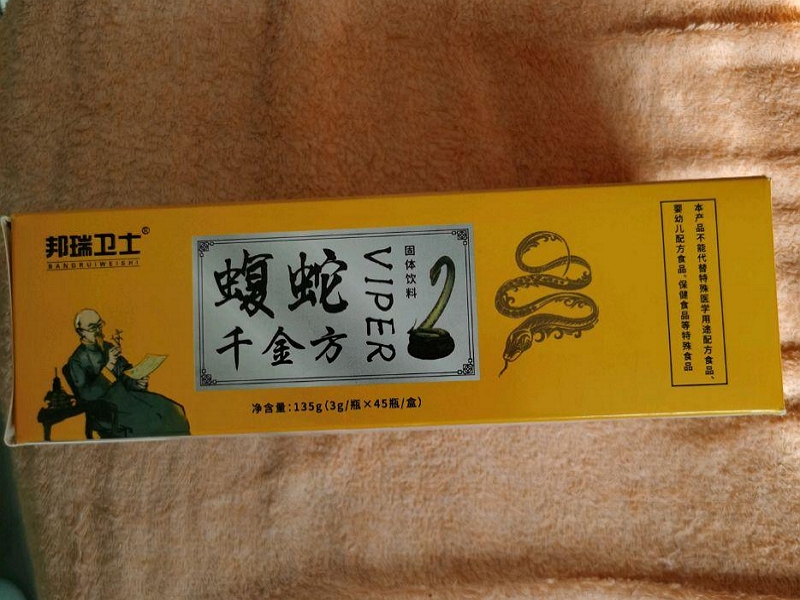 邦瑞卫士®
BANGRUIWEISHI
蝮蛇
千金方
VIPER
固体饮料
净含量:135g(3g/瓶×45瓶/盒)
本产品不能代替特殊医学用途配方食品、
婴幼儿配方食品、保健食品等特殊食品